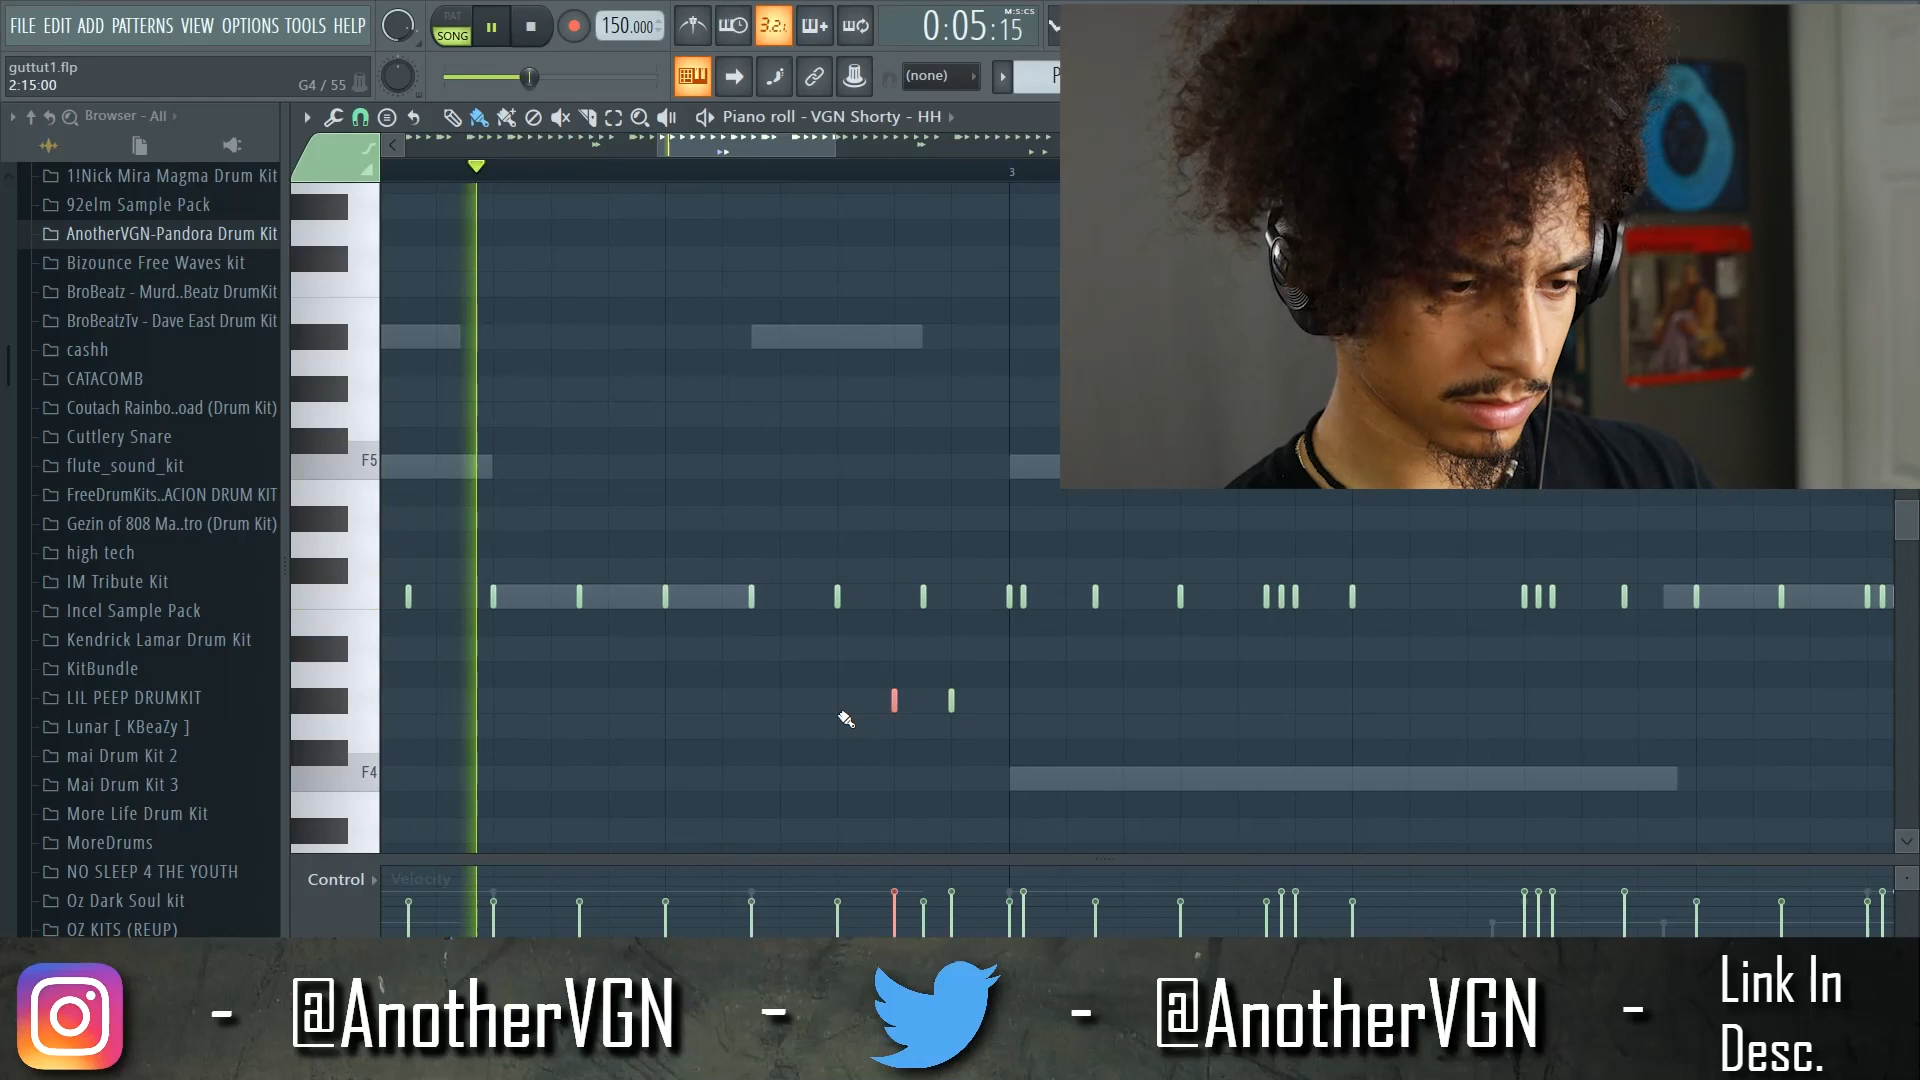 FILE EDIT ADD PATTERNS VIEW OPTIONS TOOLS HELP
PAT
SONG
150.000
3.2.
0:05:15
M:S:CS
guttut1.flp
2:15:00
G4 / 55
(none)
P
Browser - All
Piano roll - VGN Shorty - HH
3
1!Nick Mira Magma Drum Kit
92elm Sample Pack
AnotherVGN-Pandora Drum Kit
Bizounce Free Waves kit
BroBeatz - Murd..Beatz DrumKit
BroBeatzTv - Dave East Drum Kit
cashh
CATACOMB
Coutach Rainbo..oad (Drum Kit)
Cuttlery Snare
flute_sound_kit
FreeDrumKits..ACION DRUM KIT
Gezin of 808 Ma..tro (Drum Kit)
high tech
IM Tribute Kit
Incel Sample Pack
Kendrick Lamar Drum Kit
KitBundle
LIL PEEP DRUMKIT
Lunar [ KBeaZy ]
mai Drum Kit 2
Mai Drum Kit 3
More Life Drum Kit
MoreDrums
NO SLEEP 4 THE YOUTH
Oz Dark Soul kit
OZ KITS (REUP)
F5
F4
Control
Velocity
- @AnotherVGN - - @AnotherVGN -
Link In
Desc.